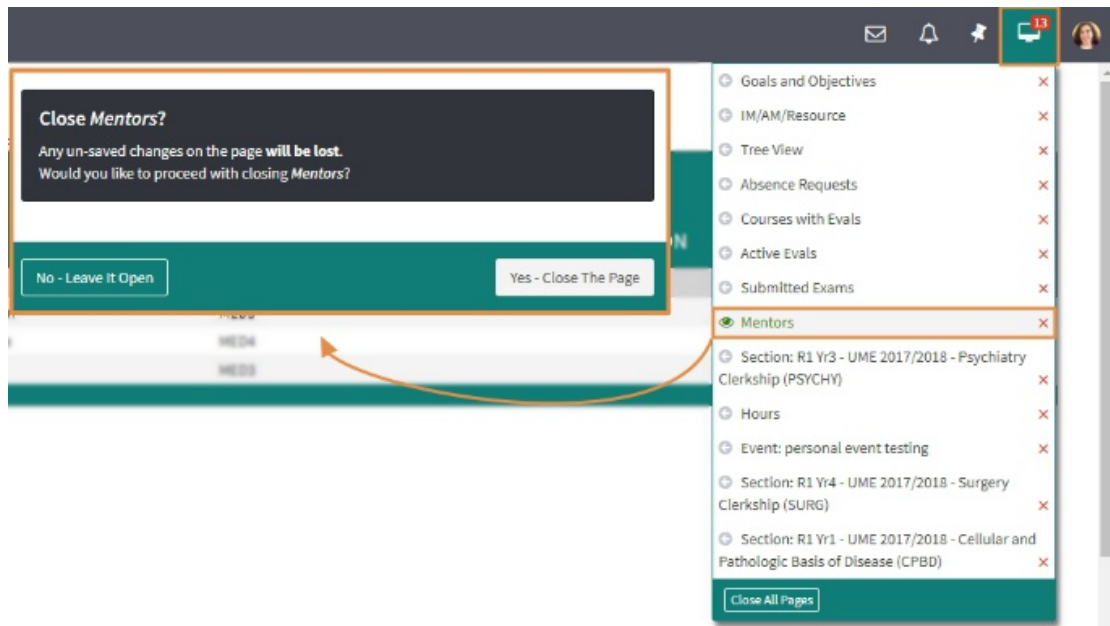 13
Close Mentors?
Any un-saved changes on the page will be lost.
Would you like to proceed with closing Mentors?
No - Leave It Open
Yes - Close The Page
MED4
MED3
Goals and Objectives
IM/AM/Resource
Tree View
Absence Requests
Courses with Evals
Active Evals
Submitted Exams
Mentors
Section: R1 Yr3 - UME 2017/2018 - Psychiatry
Clerkship (PSYCHY)
Hours
Event: personal event testing
Section: R1 Yr4 - UME 2017/2018 - Surgery
Clerkship (SURG)
Section: R1 Yr1 - UME 2017/2018 - Cellular and
Pathologic Basis of Disease (CPBD)
Close All Pages